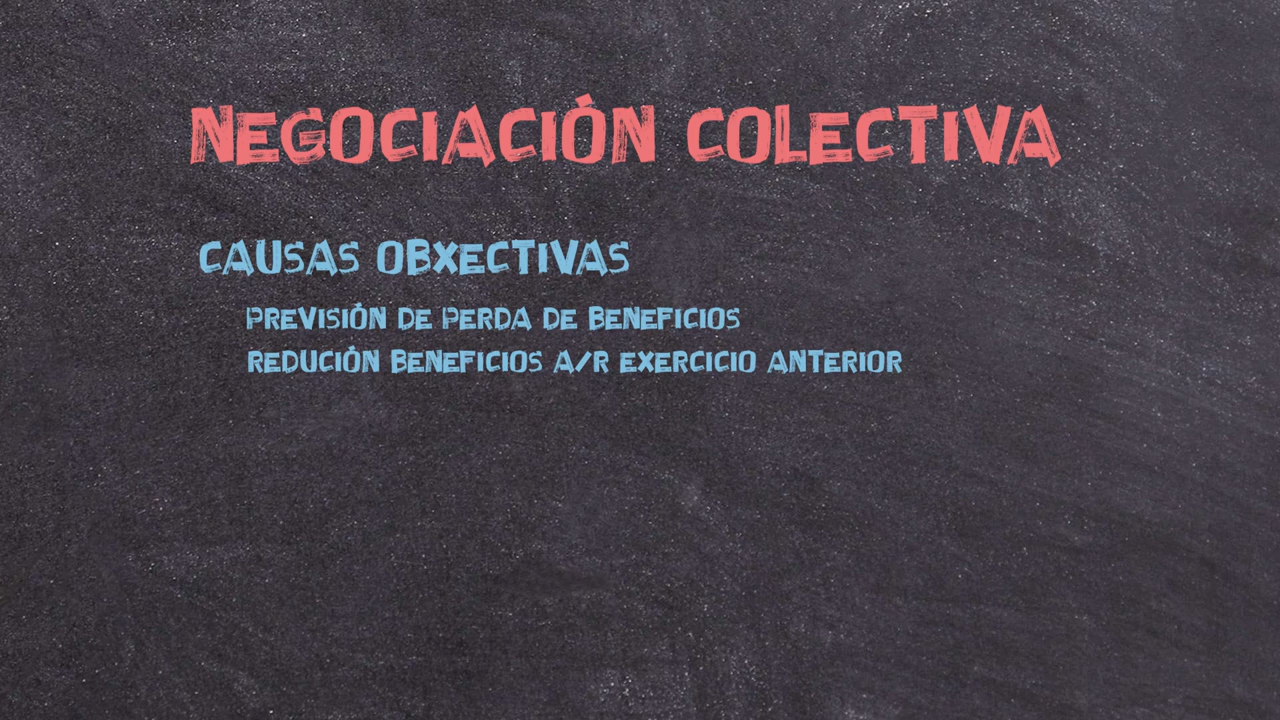 NEGOCIACIÓN COLECTIVA
CAUSAS OBXECTIVAS
PREVISIÓN DE PERDA DE BENEFICIOS
REDUCIÓN BENEFICIOS A/R EXERCICIO ANTERIOR